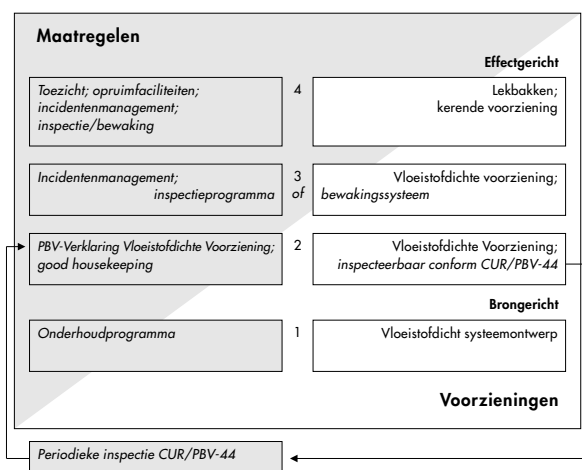 Maatregelen
Effectgericht
Toezicht; opruimfaciliteiten;
incidentenmanagement;
inspectie/bewaking
4
Lekbakken;
kerende voorziening
Incidentenmanagement;
inspectieprogramma
3
of
Vloeistofdichte voorziening;
bewakingssysteem
PBV-Verklaring Vloeistofdichte Voorziening;
good housekeeping
2
Vloeistofdichte Voorziening;
inspecteerbaar conform CUR/PBV-44
Brongericht
Onderhoudprogramma
1
Vloeistofdicht systeemontwerp
Voorzieningen
Periodieke inspectie CUR/PBV-44